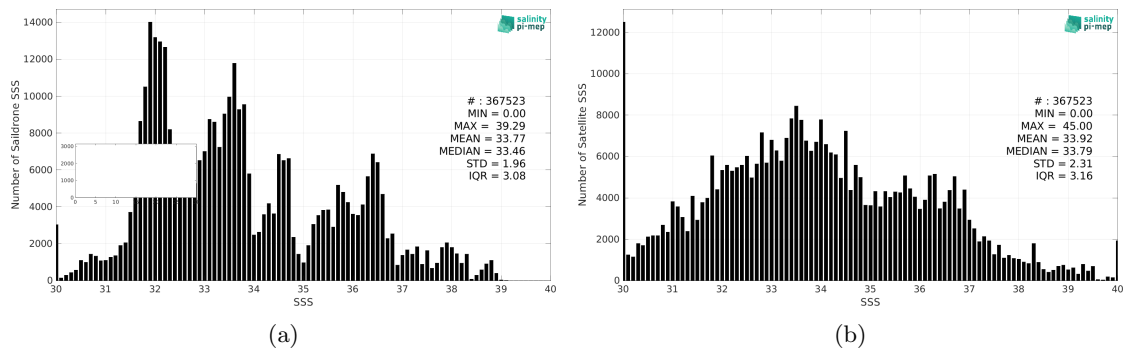 salinity
pi-mep
14000
12000
10000
8000
6000
4000
2000
0
Number of Saildrone SSS
3000
2000
1000
0
0 5 10 15
# : 367523
MIN = 0.00
MAX = 39.29
MEAN = 33.77
MEDIAN = 33.46
STD = 1.96
IQR = 3.08
30 31 32 33 34 35 36 37 38 39 40
SSS
(a)
salinity
pi-mep
12000
10000
8000
6000
4000
2000
0
Number of Satellite SSS
# : 367523
MIN = 0.00
MAX = 45.00
MEAN = 33.92
MEDIAN = 33.79
STD = 2.31
IQR = 3.16
30 31 32 33 34 35 36 37 38 39 40
SSS
(b)